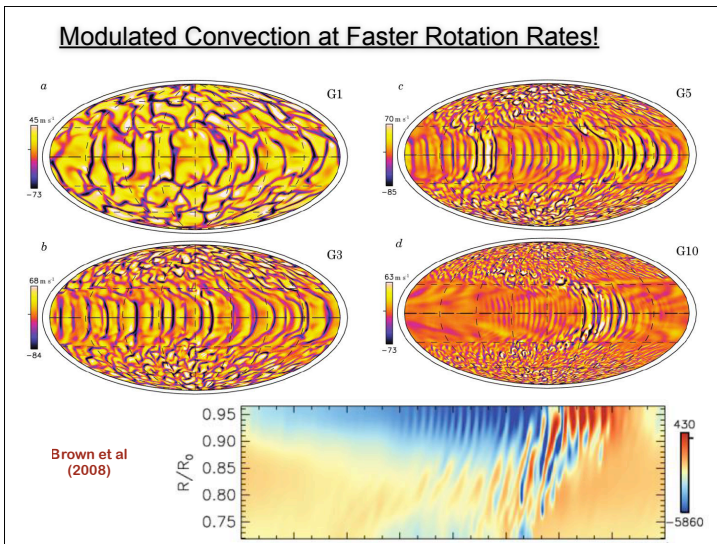 Modulated Convection at Faster Rotation Rates!
a
G1
45 m s⁻¹
−73
c
G5
70 m s⁻¹
−85
b
G3
68 m s⁻¹
−84
d
G10
63 m s⁻¹
−73
Brown et al
(2008)
R/R₀
0.95
0.90
0.85
0.80
0.75
430
−5860